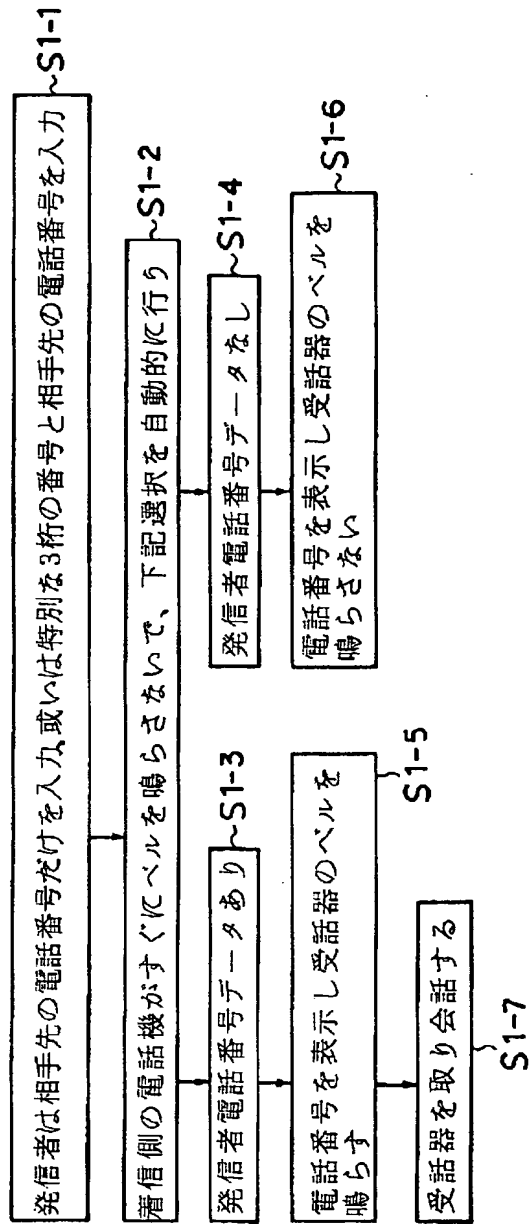 発信者は相手先の電話番号だけを入力、或いは特別な3桁の番号と相手先の電話番号を入力
S1-1
着信側の電話機がすぐにベルを鳴らさないで、下記選択を自動的に行う
S1-2
発信者電話番号データあり
S1-3
発信者電話番号データなし
S1-4
電話番号を表示し受話器のベルを
鳴らす
S1-5
電話番号を表示し受話器のベルを
鳴らさない
S1-6
受話器を取り会話する
S1-7